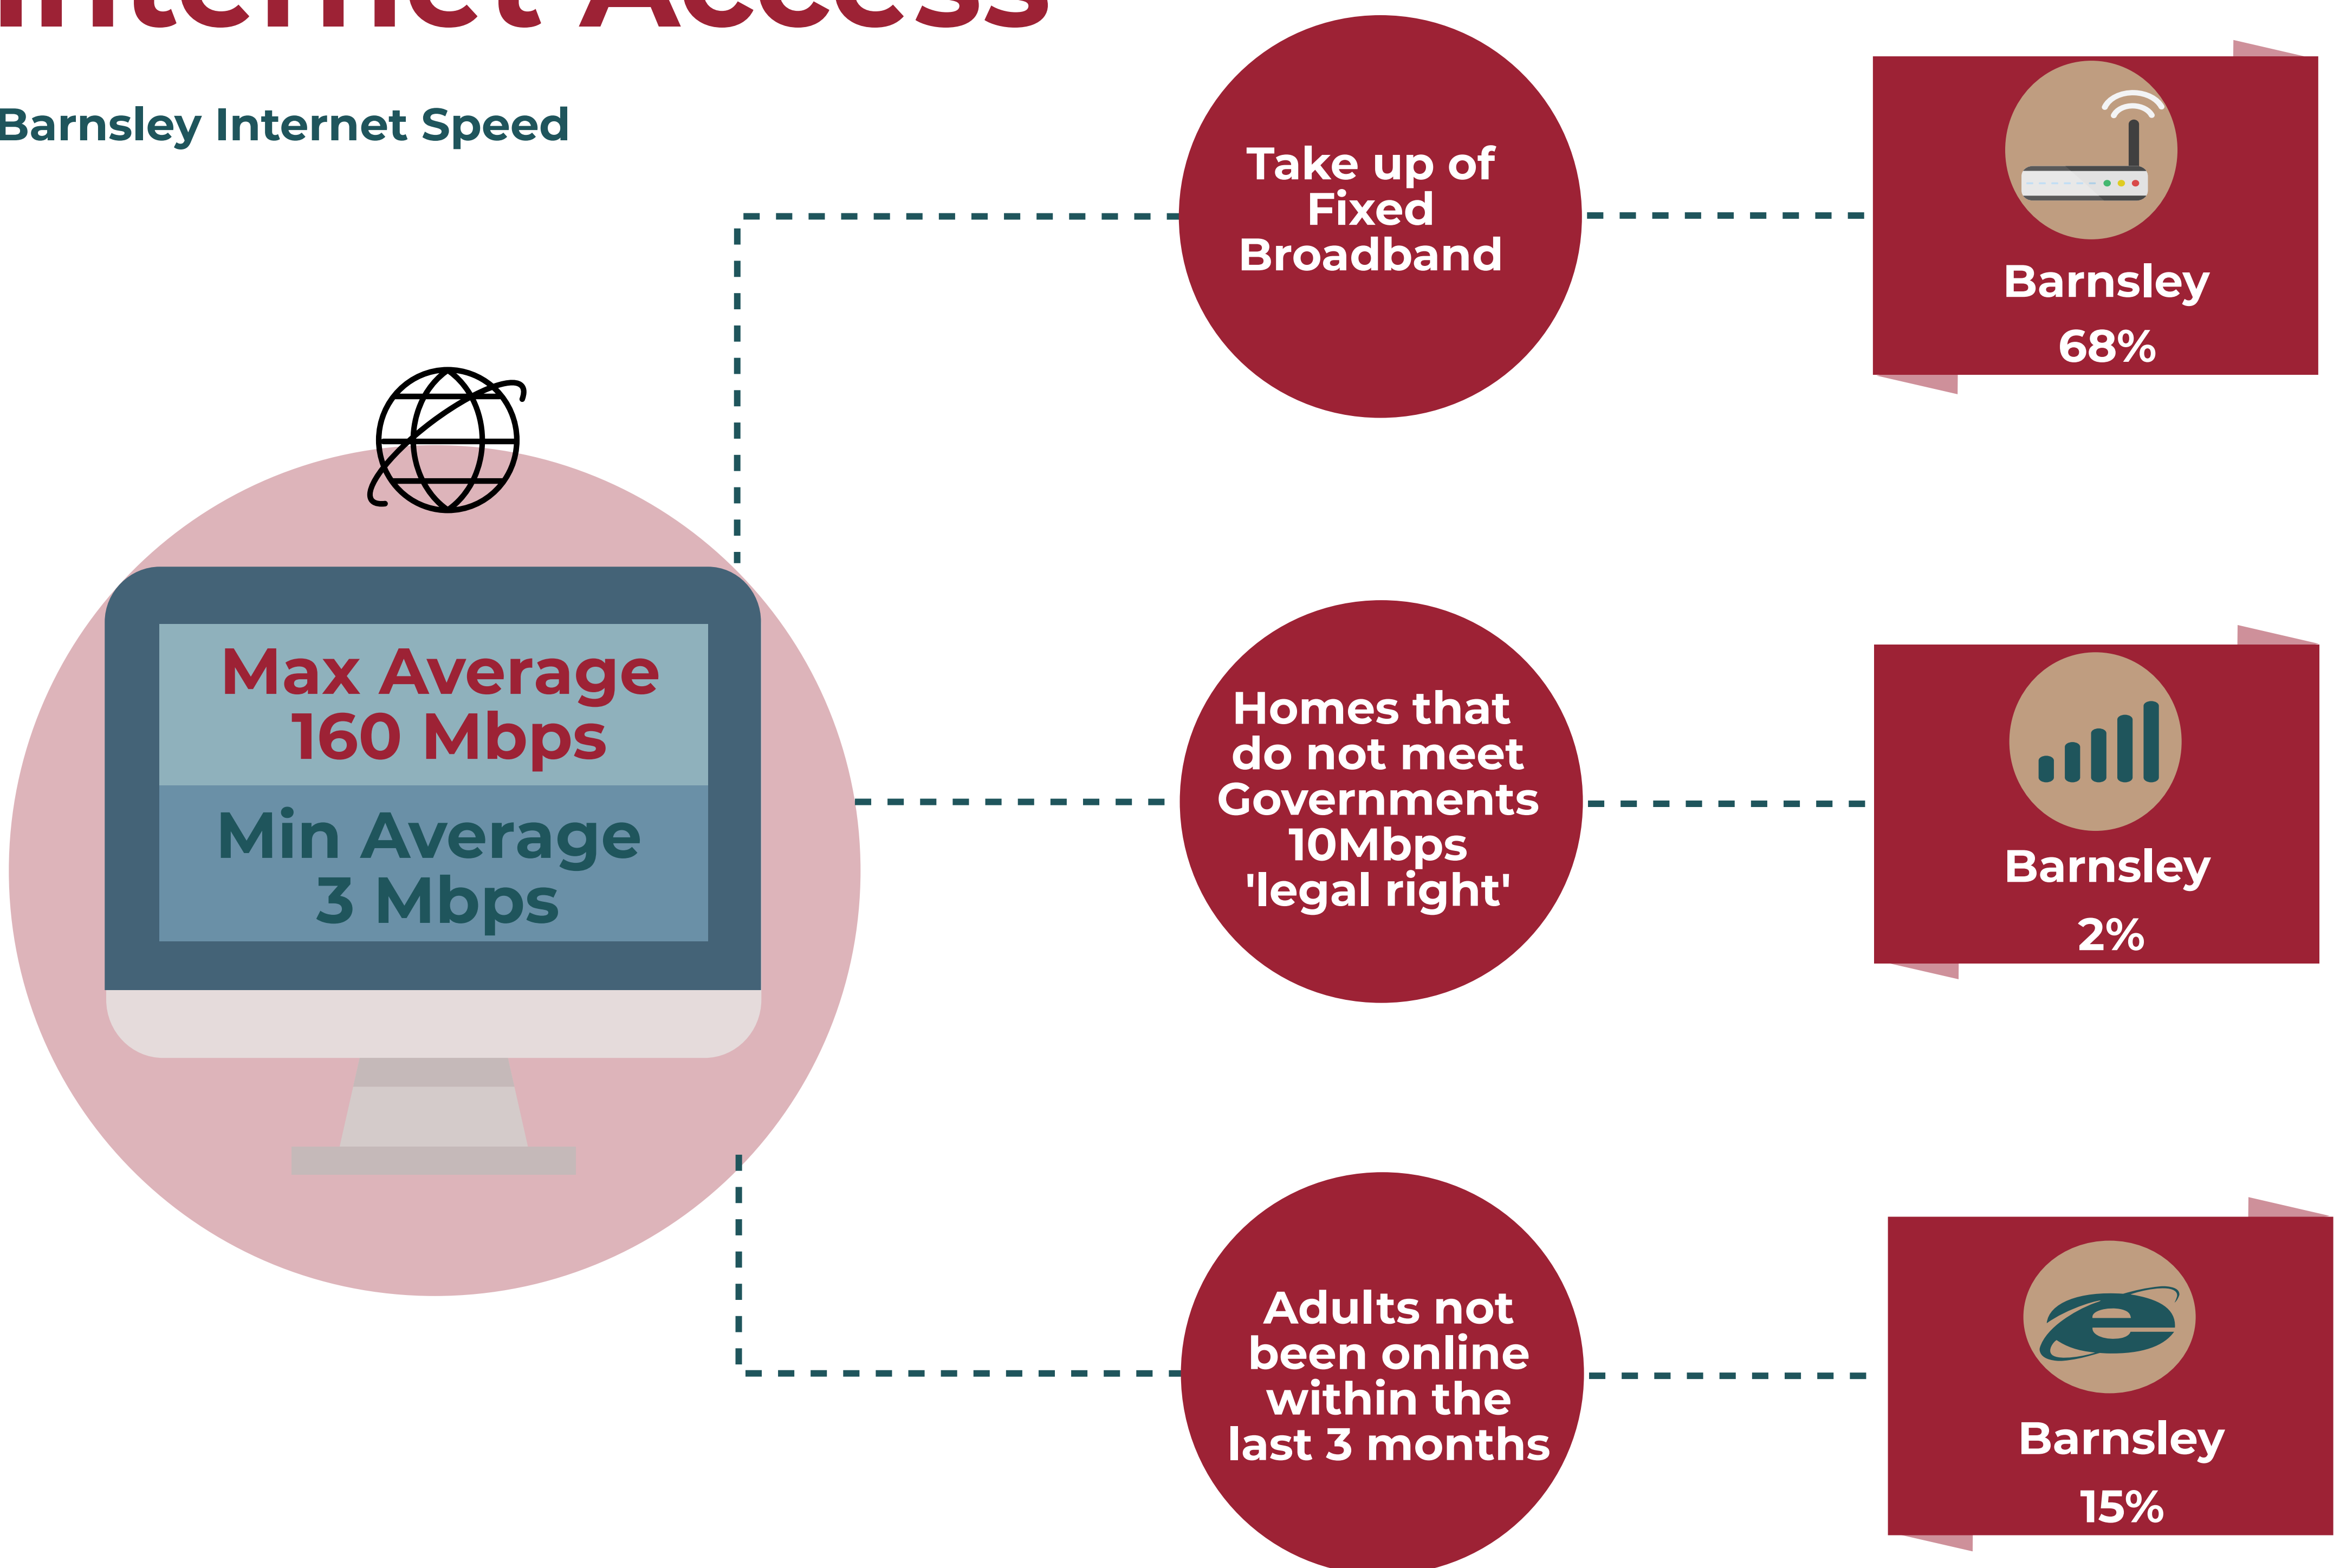 Internet Access
Barnsley Internet Speed
Max Average
160 Mbps
Min Average
3 Mbps
Take up of
Fixed
Broadband
Barnsley
68%
Homes that
do not meet
Governments
10Mbps
'legal right'
Barnsley
2%
Adults not
been online
within the
last 3 months
Barnsley
15%